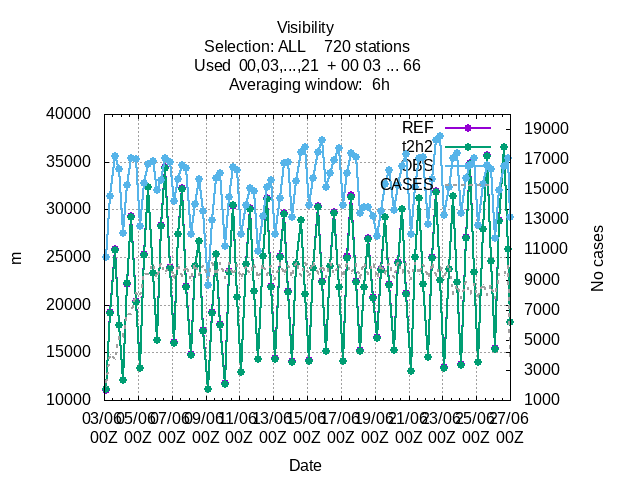 Visibility
Selection: ALL 720 stations
Used 00,03,...,21 + 00 03 ... 66
Averaging window: 6h
40000
35000
30000
25000
20000
15000
10000
m
REF
t2h2
OBS
CASES
19000
17000
15000
13000
11000
9000
7000
5000
3000
1000
No cases
03/06 05/06 07/06 09/06 11/06 13/06 15/06 17/06 19/06 21/06 23/06 25/06 27/06
00Z 00Z 00Z 00Z 00Z 00Z 00Z 00Z 00Z 00Z 00Z 00Z 00Z
Date